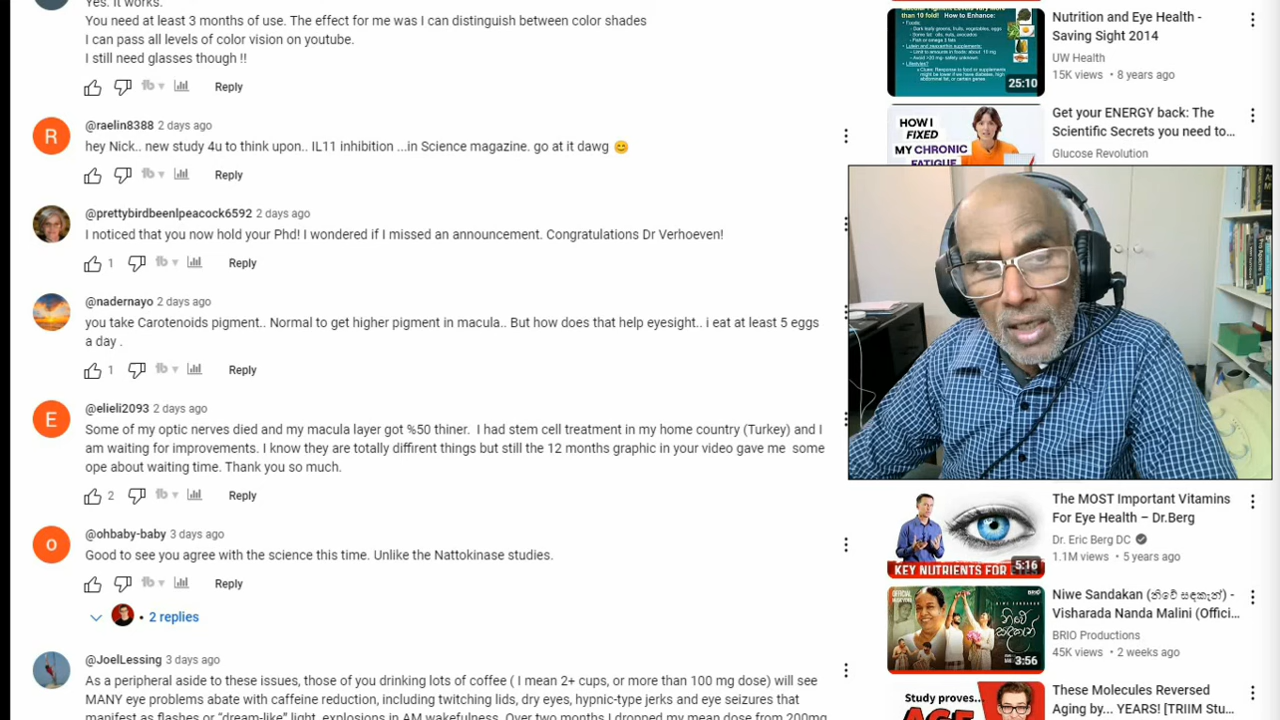 Yes. It works.
You need at least 3 months of use. The effect for me was I can distinguish between color shades
I can pass all levels of color vision on youtube.
I still need glasses though !!
Reply
R
@raelin8388 2 days ago
hey Nick.. new study 4u to think upon.. IL11 inhibition ...in Science magazine. go at it dawg 😊
Reply
@prettybirdbeenlpeacock6592 2 days ago
I noticed that you now hold your Phd! I wondered if I missed an announcement. Congratulations Dr Verhoeven!
1
Reply
@nadernayo 2 days ago
you take Carotenoids pigment.. Normal to get higher pigment in macula.. But how does that help eyesight.. i eat at least 5 eggs
a day .
1
Reply
E
@elieli2093 2 days ago
Some of my optic nerves died and my macula layer got %50 thiner. I had stem cell treatment in my home country (Turkey) and I
am waiting for improvements. I know they are totally diffirent things but still the 12 months graphic in your video gave me some
ope about waiting time. Thank you so much.
2
Reply
o
@ohbaby-baby 3 days ago
Good to see you agree with the science this time. Unlike the Nattokinase studies.
Reply
2 replies
@JoelLessing 3 days ago
As a peripheral aside to these issues, those of you drinking lots of coffee ( I mean 2+ cups, or more than 100 mg dose) will see
MANY eye problems abate with caffeine reduction, including twitching lids, dry eyes, hypnic-type jerks and eye seizures that
manifest as flashes or "dream-like" light explosions in AM wakefulness. Over two months I dropped my mean dose from 200mg
than 10 fold! How to Enhance:
25:10
Nutrition and Eye Health -
Saving Sight 2014
UW Health
15K views • 8 years ago
HOW I
FIXED
MY CHRONIC
FATIGUE
Get your ENERGY back: The
Scientific Secrets you need to...
Glucose Revolution
KEY NUTRIENTS FOR
5:16
The MOST Important Vitamins
For Eye Health – Dr.Berg
Dr. Eric Berg DC
1.1M views • 5 years ago
BRIO
3:56
Niwe Sandakan (නිවේ සඳකැන්) -
Visharada Nanda Malini (Offici...
BRIO Productions
45K views • 2 weeks ago
Study proves...
AGE
These Molecules Reversed
Aging by... YEARS! [TRIIM Stu...